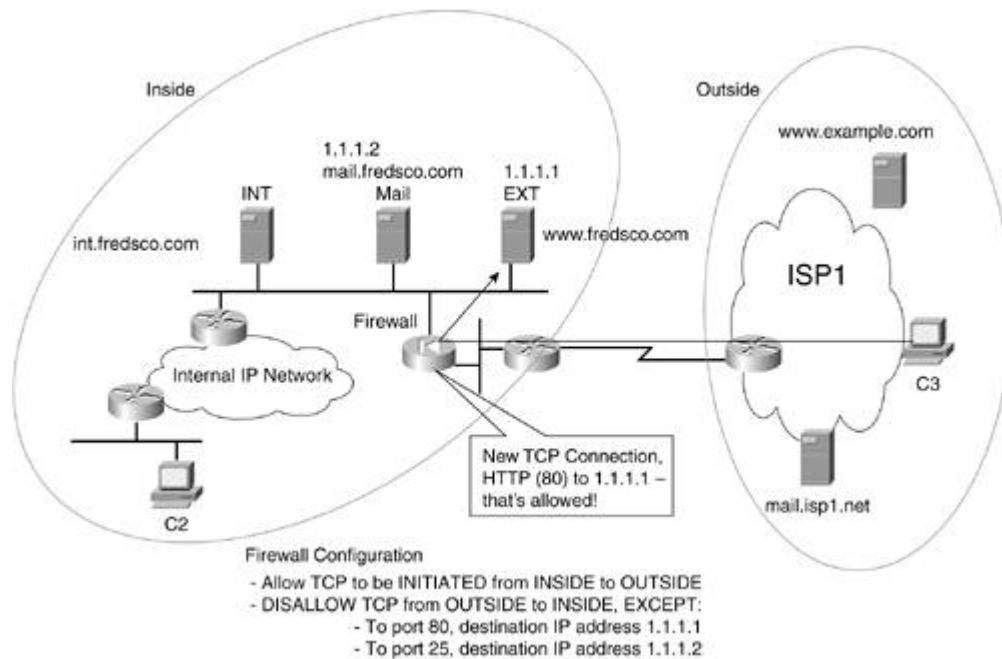 Inside
Outside
www.example.com
1.1.1.2
mail.fredsco.com
1.1.1.1
INT
Mail
EXT
int.fredsco.com
www.fredsco.com
ISP1
Firewall
Internal IP Network
C3
New TCP Connection,
HTTP (80) to 1.1.1.1 –
that's allowed!
mail.isp1.net
C2
Firewall Configuration
- Allow TCP to be INITIATED from INSIDE to OUTSIDE
- DISALLOW TCP from OUTSIDE to INSIDE, EXCEPT:
- To port 80, destination IP address 1.1.1.1
- To port 25, destination IP address 1.1.1.2